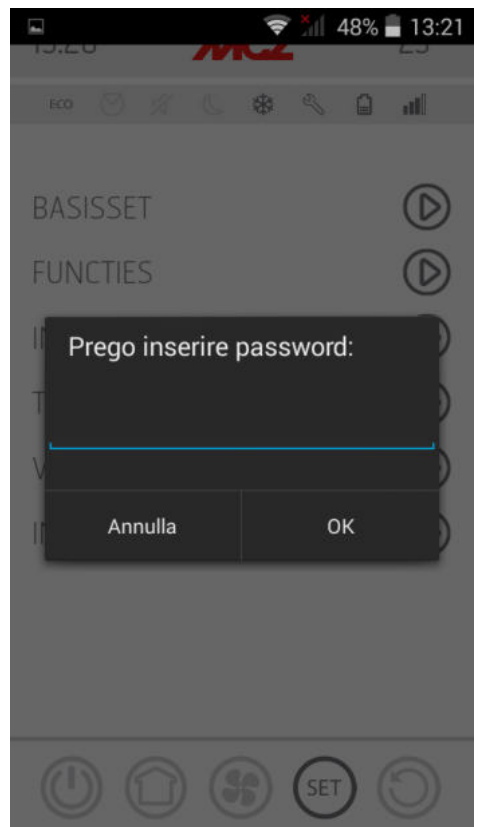 48% 13:21
MCZ
ECO
BASISSET
FUNCTIES
Prego inserire password:
Annulla OK
SET